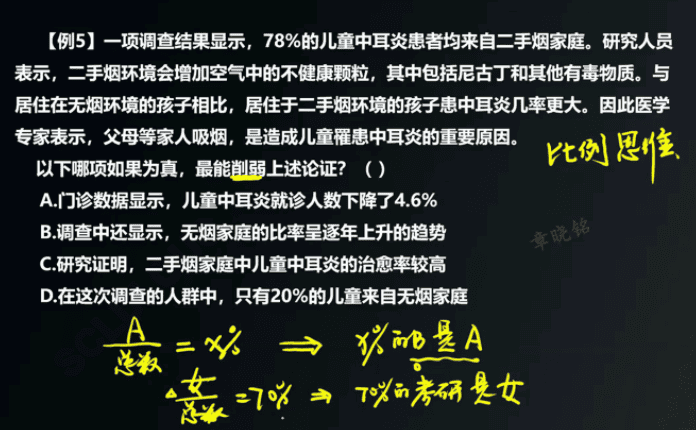 【例5】一项调查结果显示，78%的儿童中耳炎患者均来自二手烟家庭。研究人员
表示，二手烟环境会增加空气中的不健康颗粒，其中包括尼古丁和其他有毒物质。与
居住在无烟环境的孩子相比，居住于二手烟环境的孩子患中耳炎几率更大。因此医学
专家表示，父母等家人吸烟，是造成儿童罹患中耳炎的重要原因。
比例思维
以下哪项如果为真，最能削弱上述论证？（ ）
A.门诊数据显示，儿童中耳炎就诊人数下降了4.6%
B.调查中还显示，无烟家庭的比率呈逐年上升的趋势
章晓铭
C.研究证明，二手烟家庭中儿童中耳炎的治愈率较高
D.在这次调查的人群中，只有20%的儿童来自无烟家庭
A/总数 = x% ⇒ x%的B是A
女/总数 = 70% ⇒ 70%的考研是女